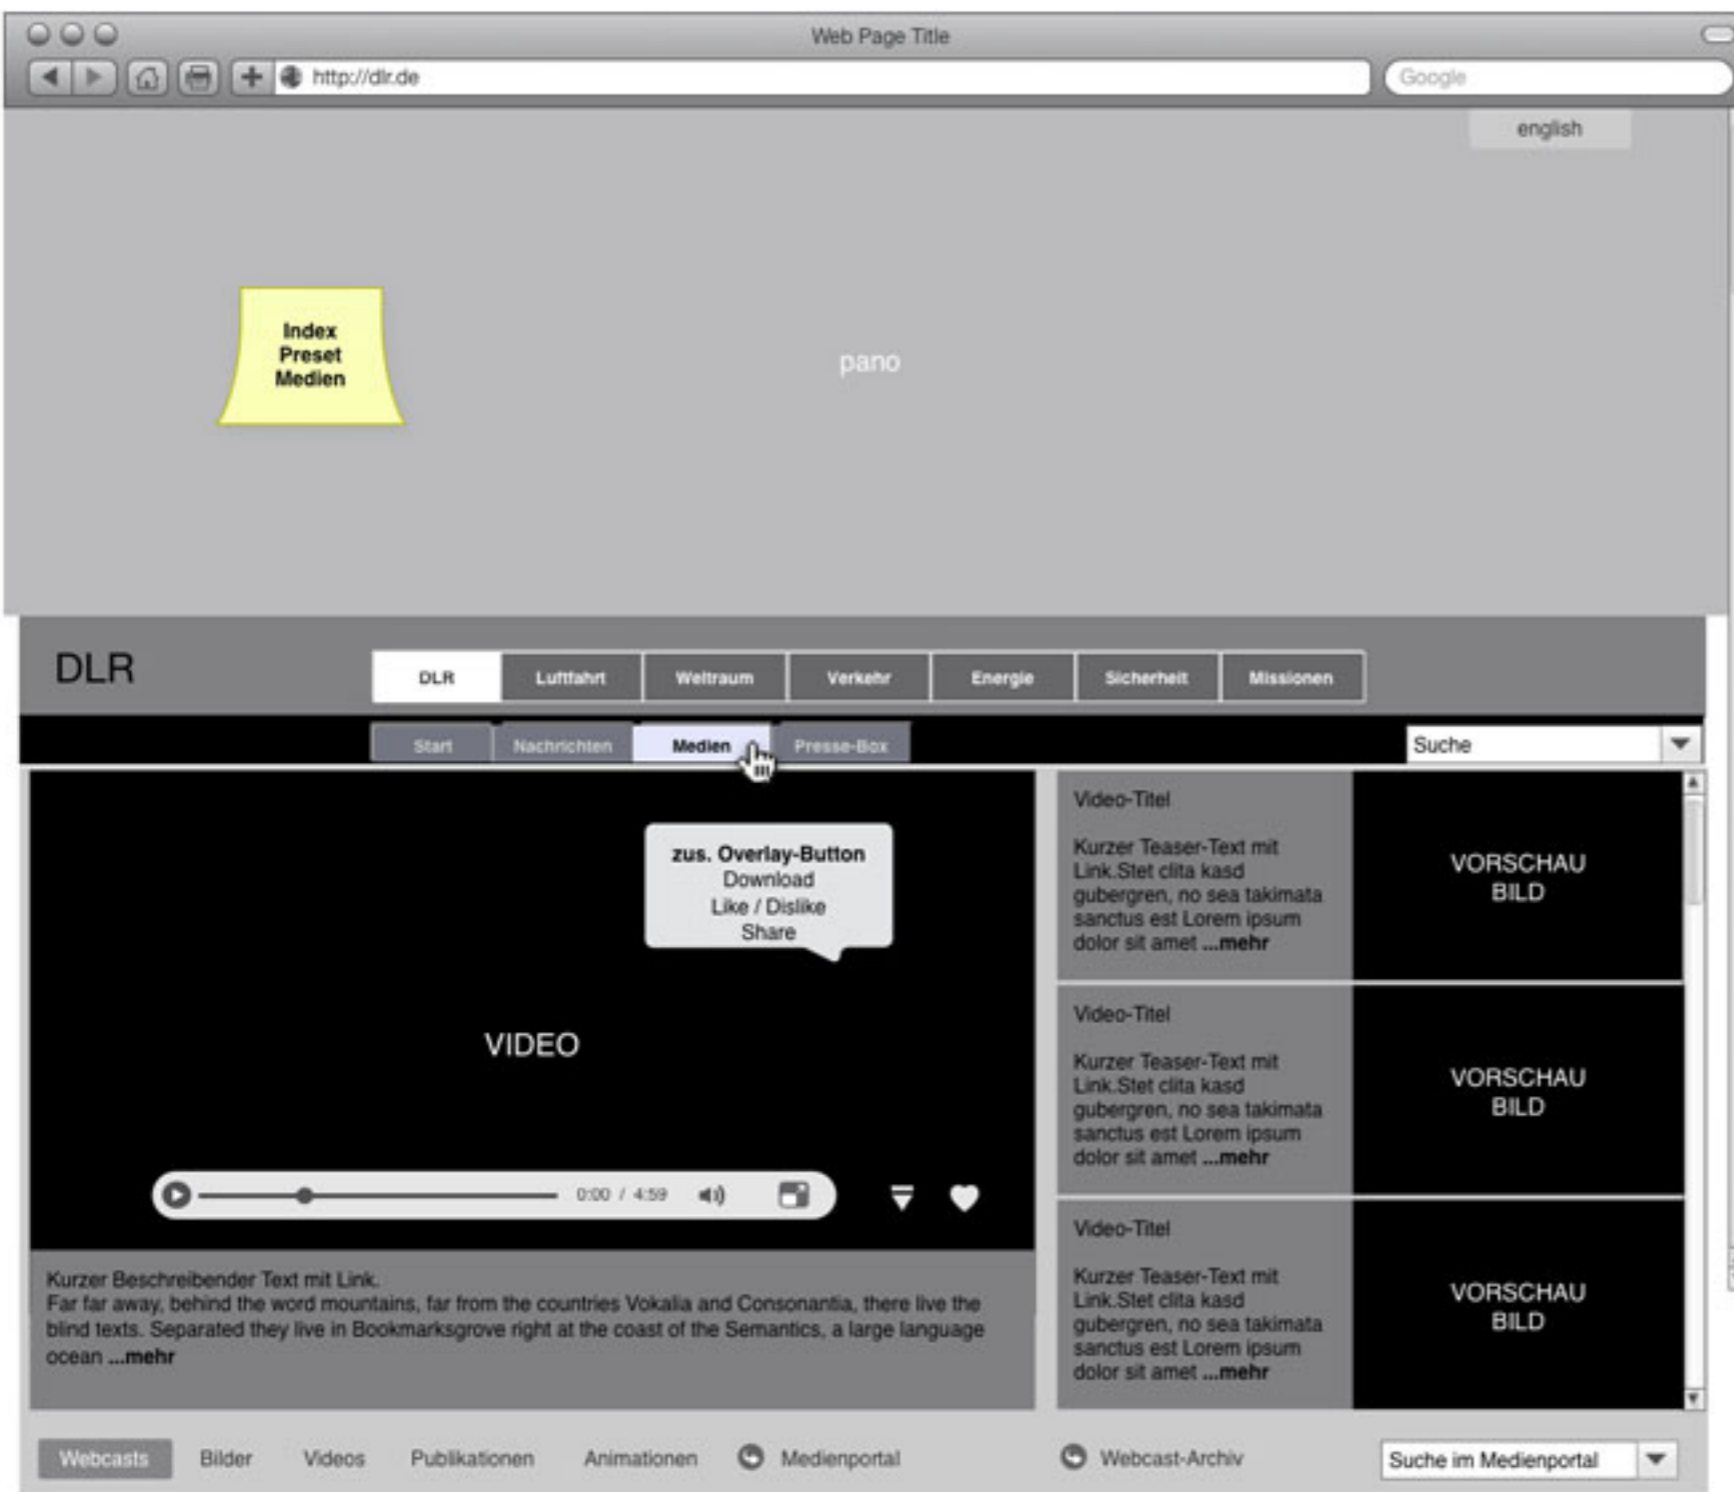 Web Page Title
http://dlr.de
Google
english
Index
Preset
Medien
pano
DLR
DLR
Luftfahrt
Weltraum
Verkehr
Energie
Sicherheit
Missionen
Start
Nachrichten
Medien
Presse-Box
Suche
zus. Overlay-Button
Download
Like / Dislike
Share
VIDEO
0:00 / 4:59
Kurzer Beschreibender Text mit Link.
Far far away, behind the word mountains, far from the countries Vokalia and Consonantia, there live the
blind texts. Separated they live in Bookmarksgrove right at the coast of the Semantics, a large language
ocean ...mehr
Video-Titel
Kurzer Teaser-Text mit
Link.Stet clita kasd
gubergren, no sea takimata
sanctus est Lorem ipsum
dolor sit amet ...mehr
VORSCHAU
BILD
Video-Titel
Kurzer Teaser-Text mit
Link.Stet clita kasd
gubergren, no sea takimata
sanctus est Lorem ipsum
dolor sit amet ...mehr
VORSCHAU
BILD
Video-Titel
Kurzer Teaser-Text mit
Link.Stet clita kasd
gubergren, no sea takimata
sanctus est Lorem ipsum
dolor sit amet ...mehr
VORSCHAU
BILD
Webcasts
Bilder
Videos
Publikationen
Animationen
Medienportal
Webcast-Archiv
Suche im Medienportal